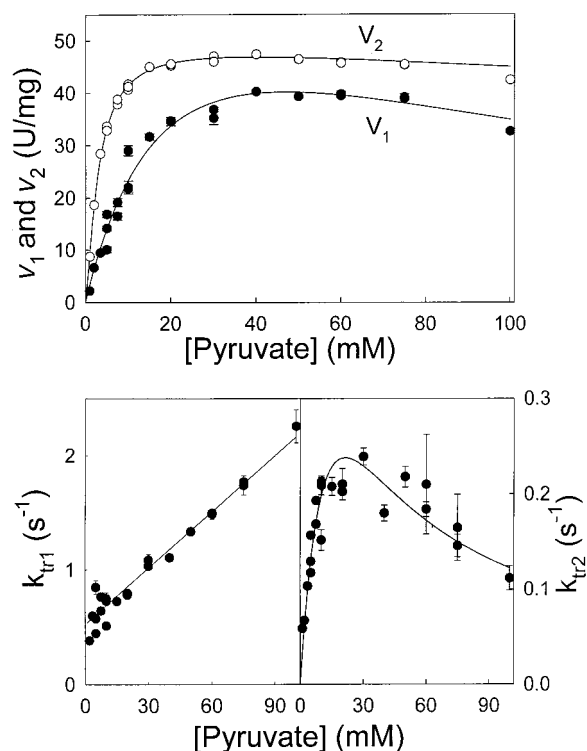 50
40
30
20
10
0
v₁ and v₂ (U/mg)
V₂
V₁
0 20 40 60 80 100
[Pyruvate] (mM)
2
1
0
k_tr1 (s⁻¹)
0.3
0.2
0.1
0.0
k_tr2 (s⁻¹)
0 30 60 90 0 30 60 90
[Pyruvate] (mM)